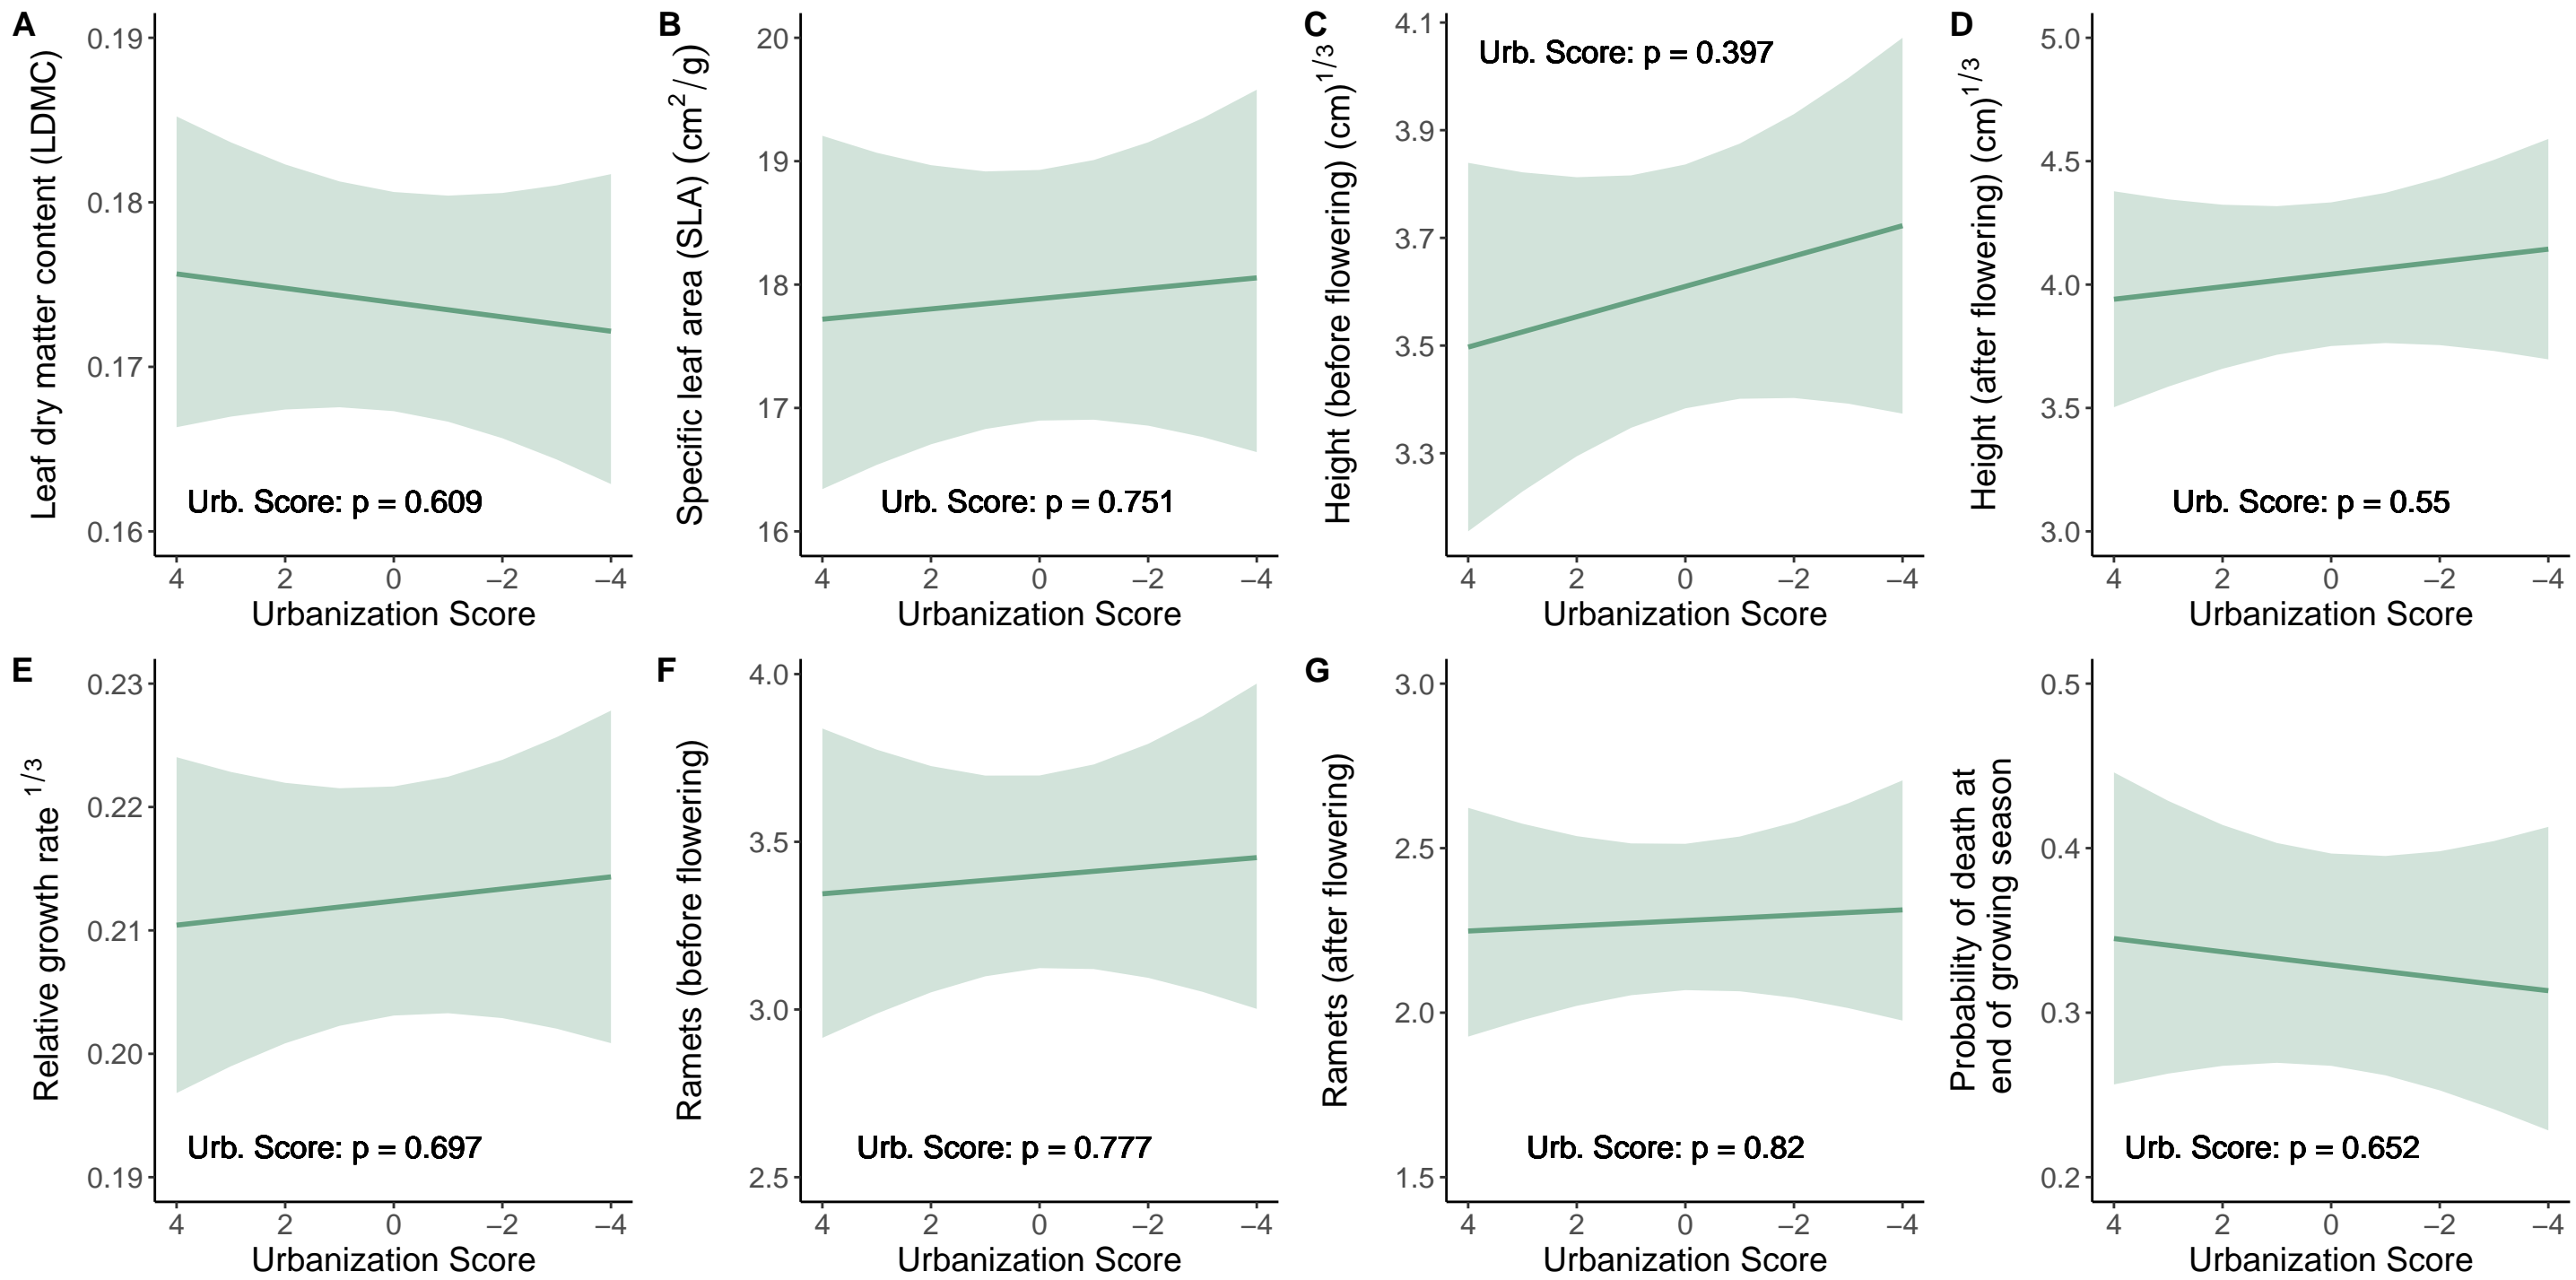 A
Leaf dry matter content (LDMC)
0.19
0.18
0.17
0.16
Urb. Score: p = 0.609
4 2 0 −2 −4
Urbanization Score
B
Specific leaf area (SLA) (cm²/g)
20
19
18
17
16
Urb. Score: p = 0.751
4 2 0 −2 −4
Urbanization Score
C
Height (before flowering) (cm)^1/3
4.1
3.9
3.7
3.5
3.3
Urb. Score: p = 0.397
4 2 0 −2 −4
Urbanization Score
D
Height (after flowering) (cm)^1/3
5.0
4.5
4.0
3.5
3.0
Urb. Score: p = 0.55
4 2 0 −2 −4
Urbanization Score
E
Relative growth rate ^1/3
0.23
0.22
0.21
0.20
0.19
Urb. Score: p = 0.697
4 2 0 −2 −4
Urbanization Score
F
Ramets (before flowering)
4.0
3.5
3.0
2.5
Urb. Score: p = 0.777
4 2 0 −2 −4
Urbanization Score
G
Ramets (after flowering)
3.0
2.5
2.0
1.5
Urb. Score: p = 0.82
4 2 0 −2 −4
Urbanization Score
Probability of death at
end of growing season
0.5
0.4
0.3
0.2
Urb. Score: p = 0.652
4 2 0 −2 −4
Urbanization Score